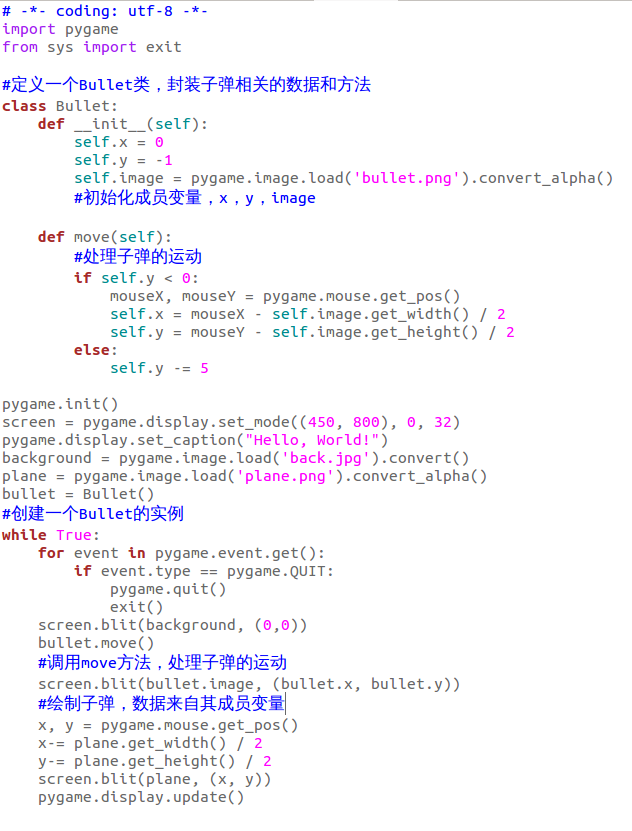 # -*- coding: utf-8 -*-
import pygame
from sys import exit
#定义一个Bullet类，封装子弹相关的数据和方法
class Bullet:
    def __init__(self):
        self.x = 0
        self.y = -1
        self.image = pygame.image.load('bullet.png').convert_alpha()
        #初始化成员变量，x，y，image
    def move(self):
        #处理子弹的运动
        if self.y < 0:
            mouseX, mouseY = pygame.mouse.get_pos()
            self.x = mouseX - self.image.get_width() / 2
            self.y = mouseY - self.image.get_height() / 2
        else:
            self.y -= 5
pygame.init()
screen = pygame.display.set_mode((450, 800), 0, 32)
pygame.display.set_caption("Hello, World!")
background = pygame.image.load('back.jpg').convert()
plane = pygame.image.load('plane.png').convert_alpha()
bullet = Bullet()
#创建一个Bullet的实例
while True:
    for event in pygame.event.get():
        if event.type == pygame.QUIT:
            pygame.quit()
            exit()
    screen.blit(background, (0,0))
    bullet.move()
    #调用move方法，处理子弹的运动
    screen.blit(bullet.image, (bullet.x, bullet.y))
    #绘制子弹，数据来自其成员变量
    x, y = pygame.mouse.get_pos()
    x-= plane.get_width() / 2
    y-= plane.get_height() / 2
    screen.blit(plane, (x, y))
    pygame.display.update()